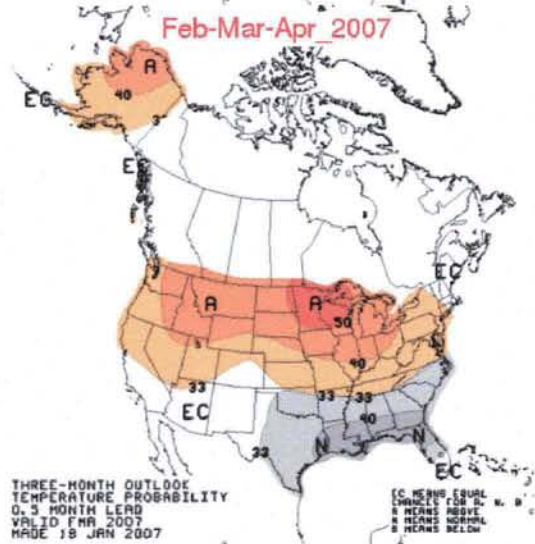 Feb-Mar-Apr_2007
A
40
EC
3
EC
EC
A
A
50
40
33
33
33
EC
40
N
N
33
EC
THREE-MONTH OUTLOOK
TEMPERATURE PROBABILITY
0.5 MONTH LEAD
VALID FMA 2007
MADE 18 JAN 2007
EC MEANS EQUAL
CHANCES FOR A, N, B
A MEANS ABOVE
N MEANS NORMAL
B MEANS BELOW